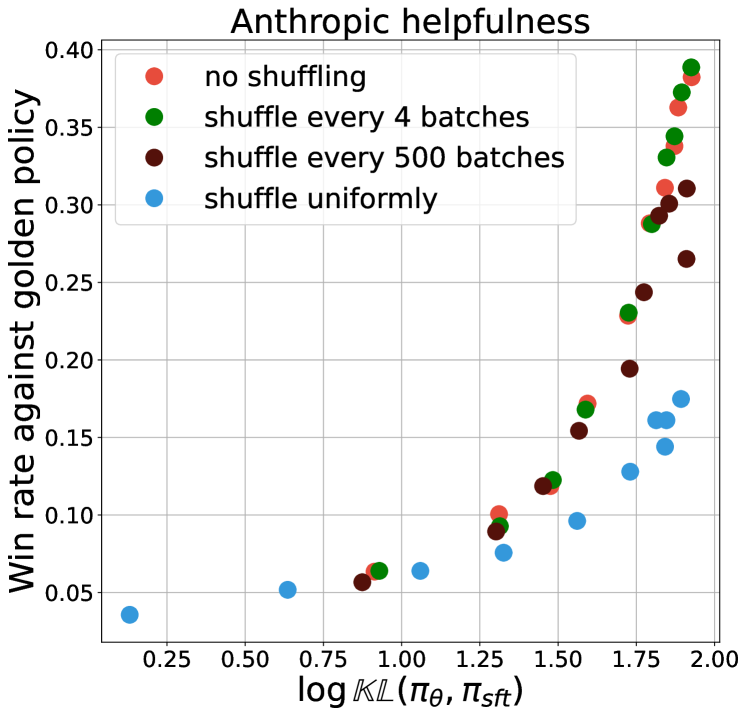 Anthropic helpfulness
no shuffling
shuffle every 4 batches
shuffle every 500 batches
shuffle uniformly
Win rate against golden policy
0.40
0.35
0.30
0.25
0.20
0.15
0.10
0.05
0.25 0.50 0.75 1.00 1.25 1.50 1.75 2.00
log 𝕂𝕃(π_θ, π_sft)